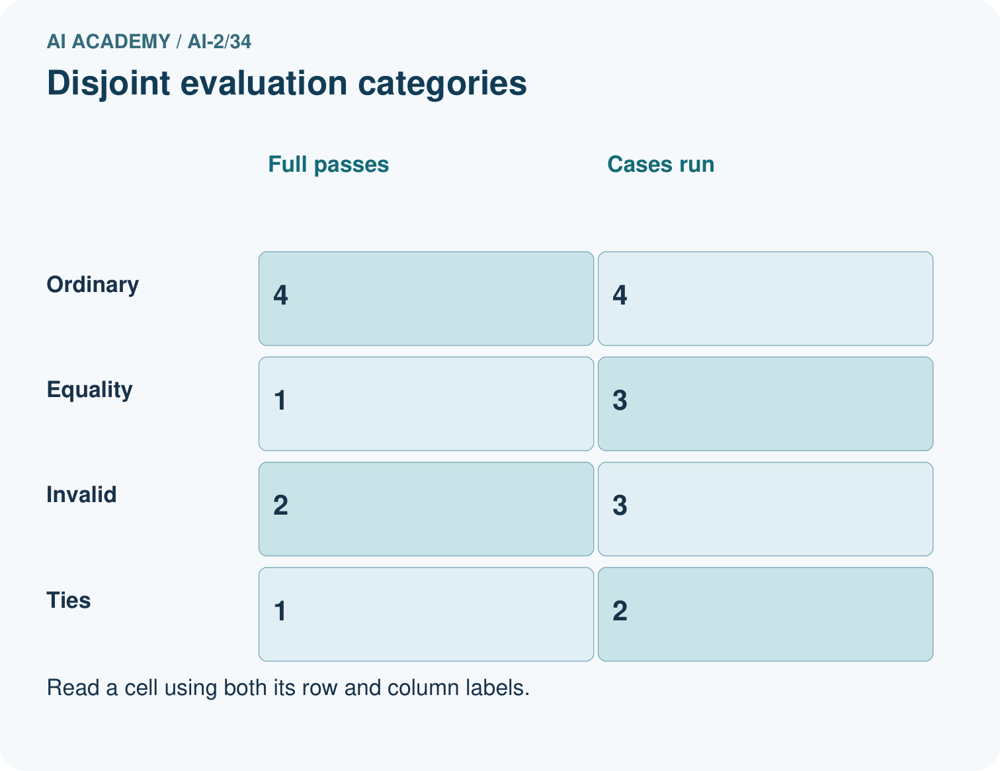 AI ACADEMY / AI-2/34
Disjoint evaluation categories
Full passes Cases run
Ordinary 4 4
Equality 1 3
Invalid 2 3
Ties 1 2
Read a cell using both its row and column labels.